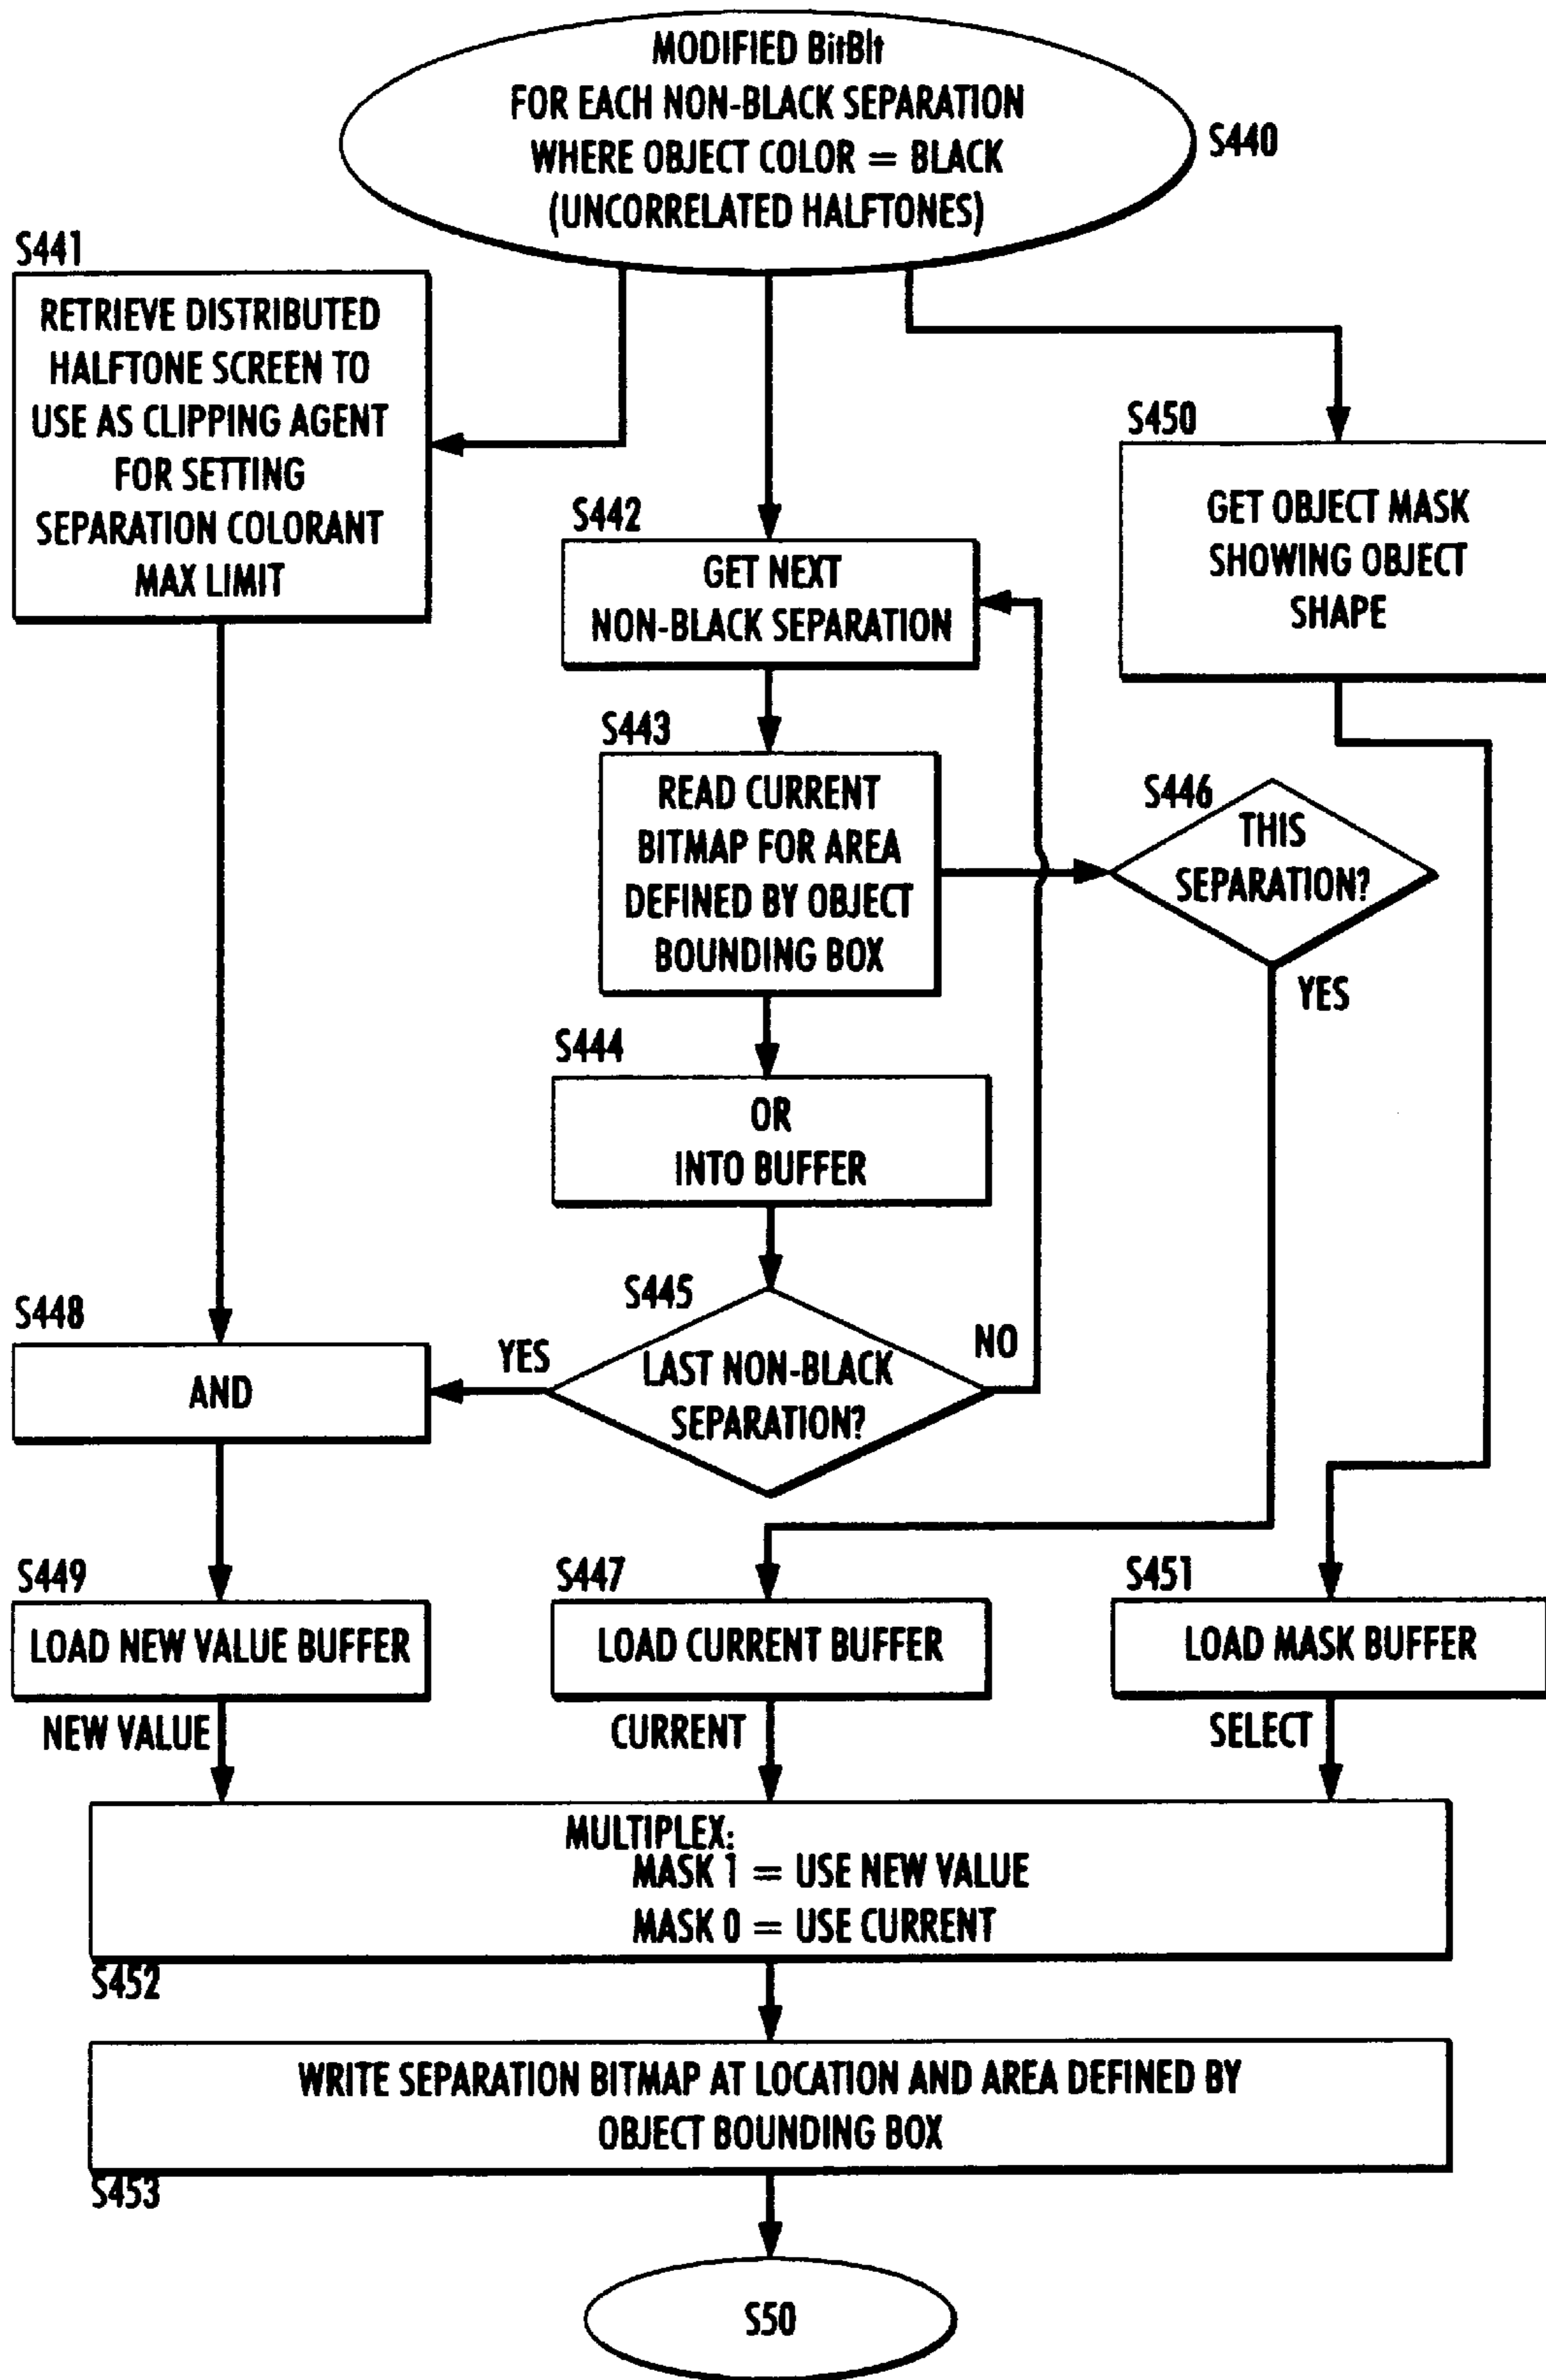 MODIFIED BitBlt
FOR EACH NON-BLACK SEPARATION
WHERE OBJECT COLOR = BLACK
(UNCORRELATED HALFTONES)
S440
S441
RETRIEVE DISTRIBUTED
HALFTONE SCREEN TO
USE AS CLIPPING AGENT
FOR SETTING
SEPARATION COLORANT
MAX LIMIT
S442
GET NEXT
NON-BLACK SEPARATION
S450
GET OBJECT MASK
SHOWING OBJECT
SHAPE
S443
READ CURRENT
BITMAP FOR AREA
DEFINED BY OBJECT
BOUNDING BOX
S446
THIS
SEPARATION?
YES
S444
OR
INTO BUFFER
S445
LAST NON-BLACK
SEPARATION?
YES
NO
S448
AND
S449
LOAD NEW VALUE BUFFER
S447
LOAD CURRENT BUFFER
S451
LOAD MASK BUFFER
NEW VALUE
CURRENT
SELECT
MULTIPLEX:
MASK 1 = USE NEW VALUE
MASK 0 = USE CURRENT
S452
WRITE SEPARATION BITMAP AT LOCATION AND AREA DEFINED BY
OBJECT BOUNDING BOX
S453
S50